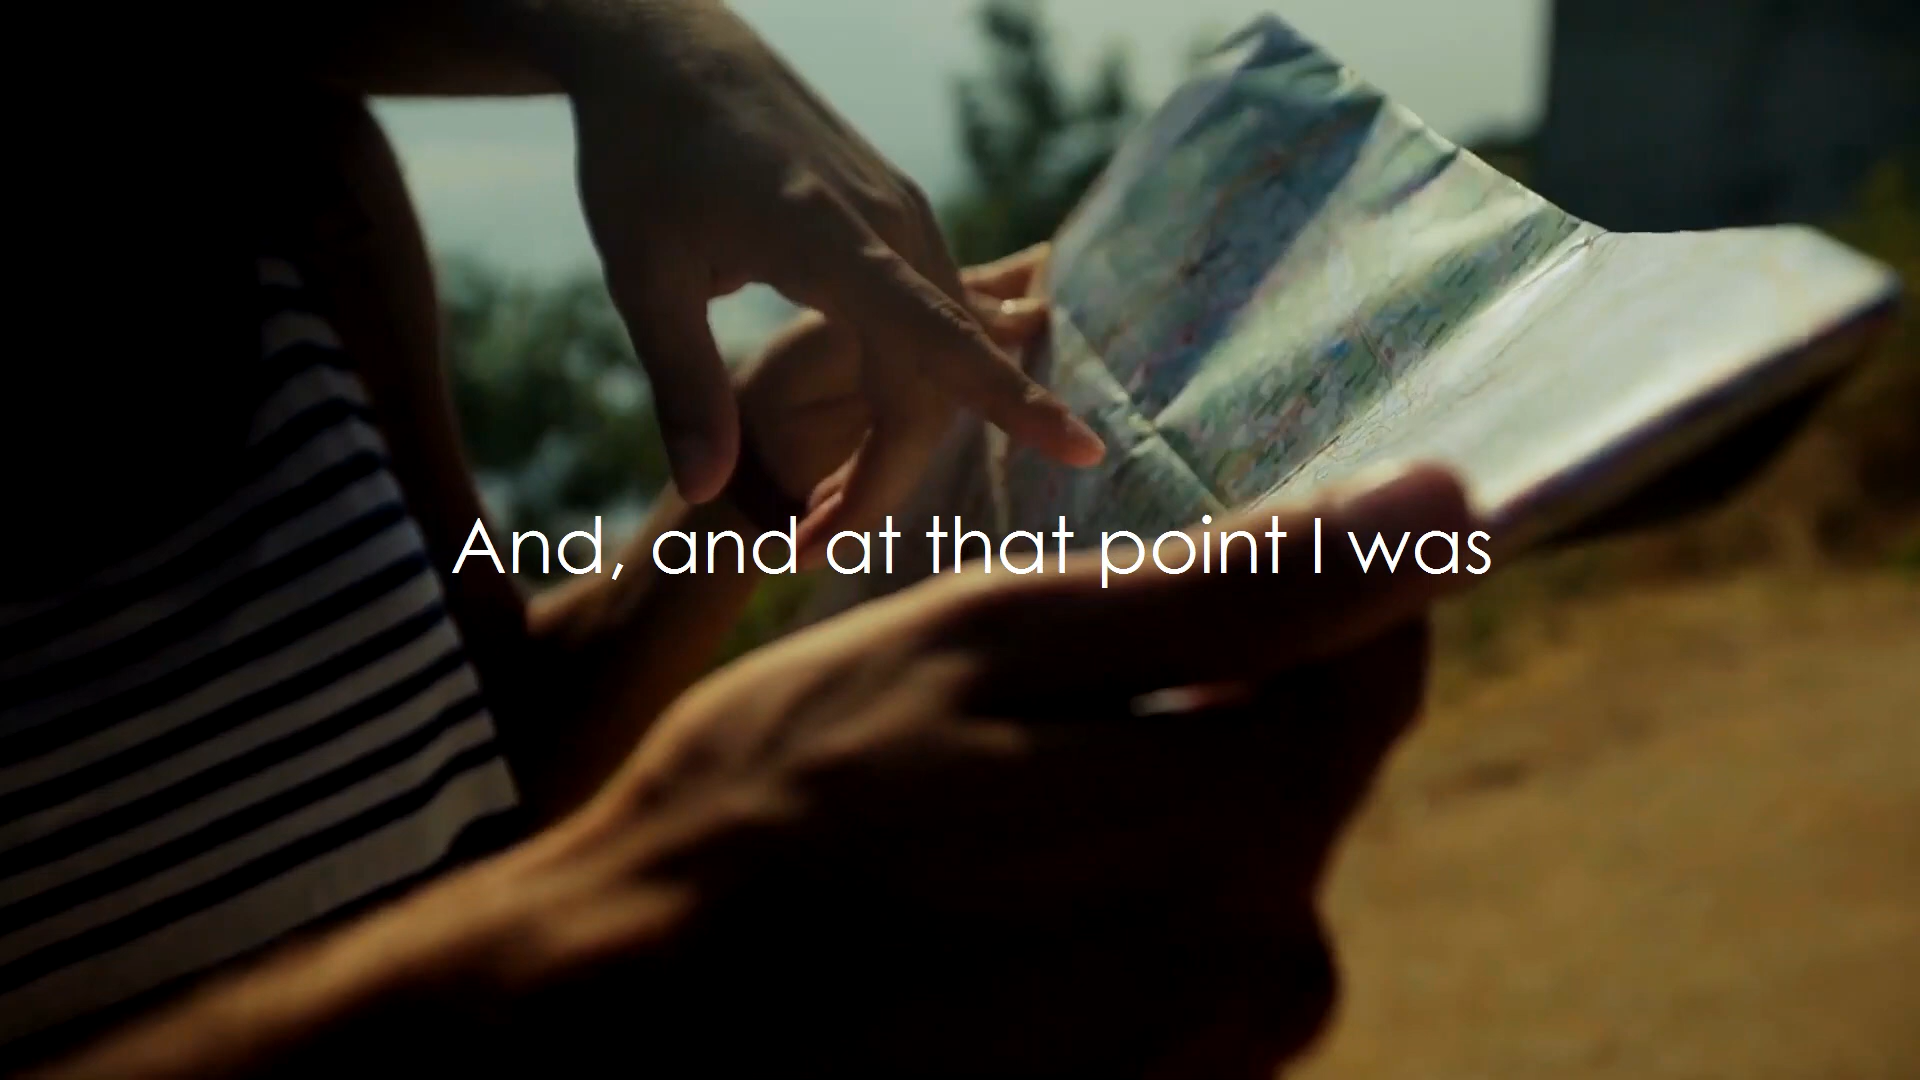 And, and at that point I was